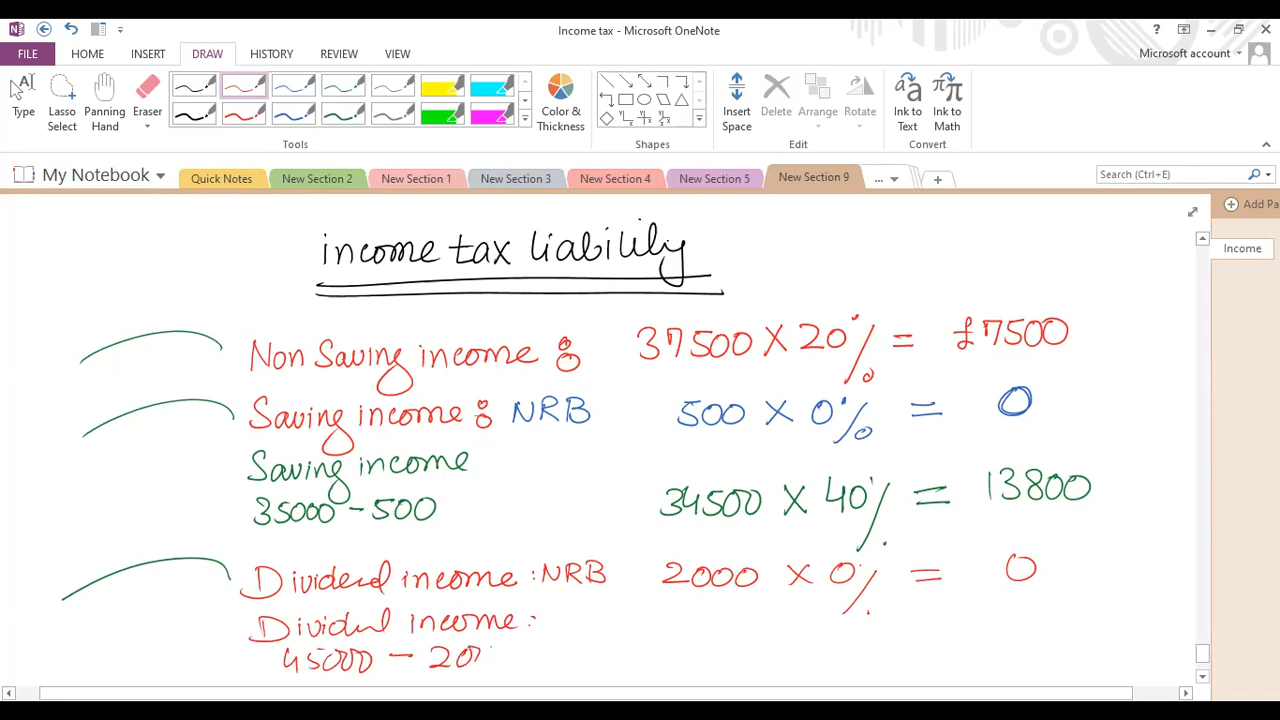 Income tax - Microsoft OneNote
FILE HOME INSERT DRAW HISTORY REVIEW VIEW
Microsoft account
Type
Lasso Select
Panning Hand
Eraser
Color & Thickness
Insert Space
Delete
Arrange
Rotate
Ink to Text
Ink to Math
Tools Shapes Edit Convert
My Notebook Quick Notes New Section 2 New Section 1 New Section 3 New Section 4 New Section 5 New Section 9 ... Search (Ctrl+E)
Add Pa
Income
income tax liability
Non Saving income : 37500 X 20% = £7500
Saving income : NRB 500 X 0% = 0
Saving income
35000 - 500 34500 X 40% = 13800
Dividend income : NRB 2000 X 0% = 0
Dividend income :
45000 - 200